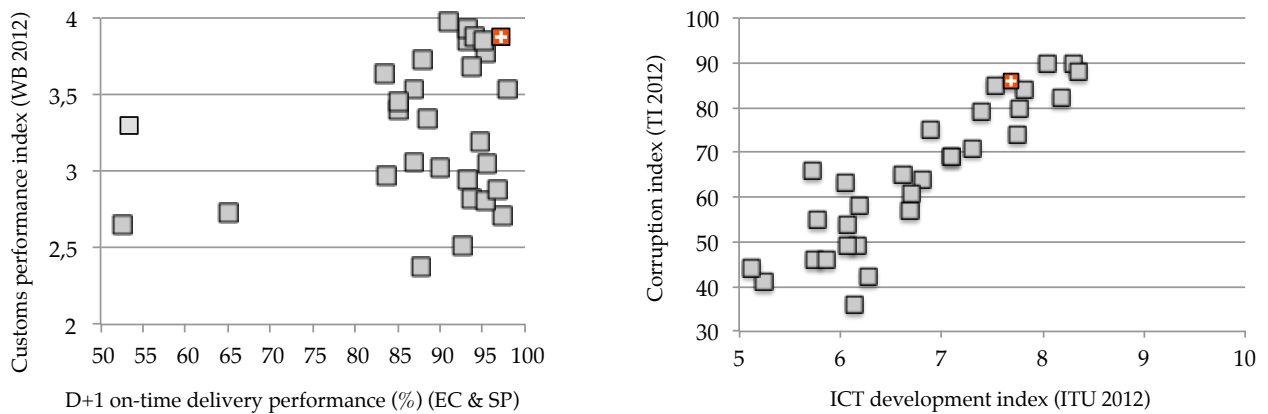 Customs performance index (WB 2012)
4
3,5
3
2,5
2
50 55 60 65 70 75 80 85 90 95 100
D+1 on-time delivery performance (%) (EC & SP)
Corruption index (TI 2012)
100
90
80
70
60
50
40
30
5 6 7 8 9 10
ICT development index (ITU 2012)